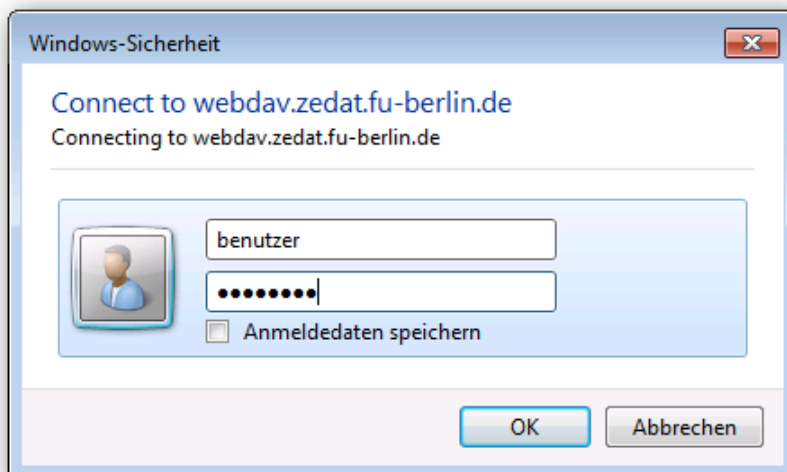 Windows-Sicherheit
Connect to webdav.zedat.fu-berlin.de
Connecting to webdav.zedat.fu-berlin.de
benutzer
●●●●●●●●
Anmeldedaten speichern
OK
Abbrechen